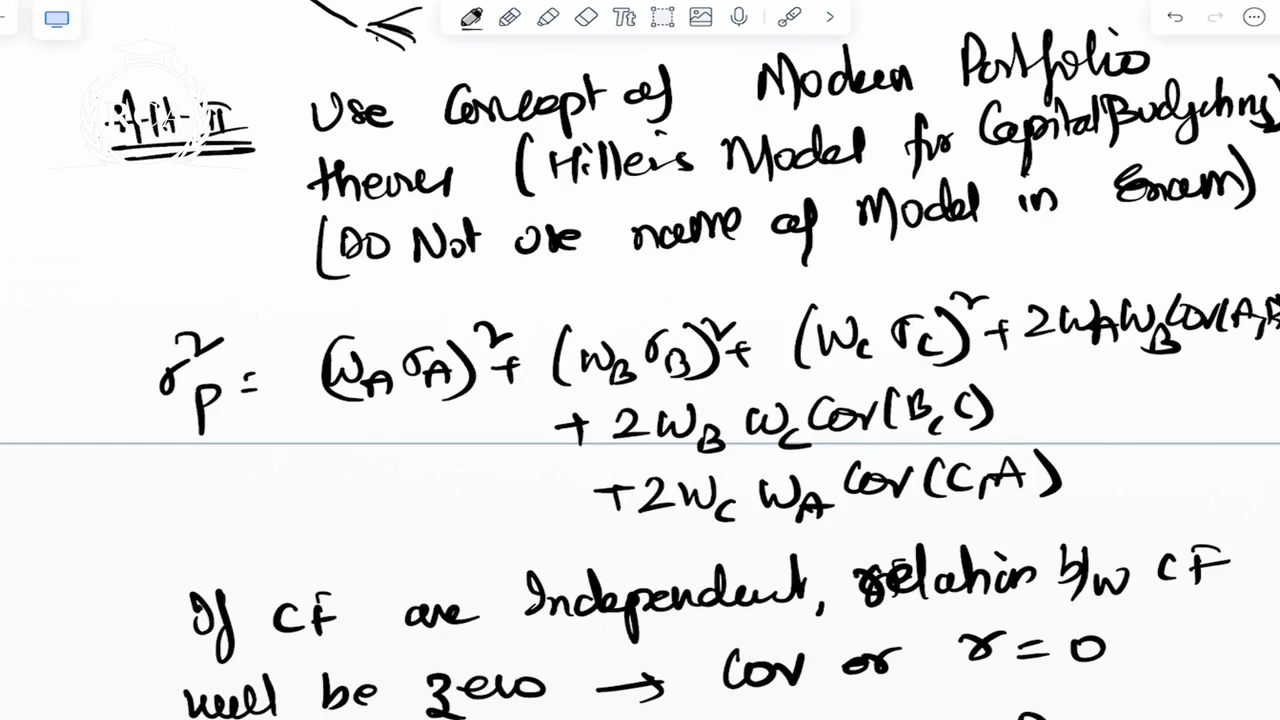 Alt-II
Use Concept of Modern Portfolio
theory (Hiller's Model for Capital Budgeting)
(DO Not use name of Model in Exam)
σ²P = (WA σA)² + (WB σB)² + (WC σC)² + 2WA WB Cov(A,B
+ 2WB WC Cov(B,C)
+ 2WC WA Cov(C,A)
If CF are Independent, relation b/w CF
will be zero → Cov or r = 0